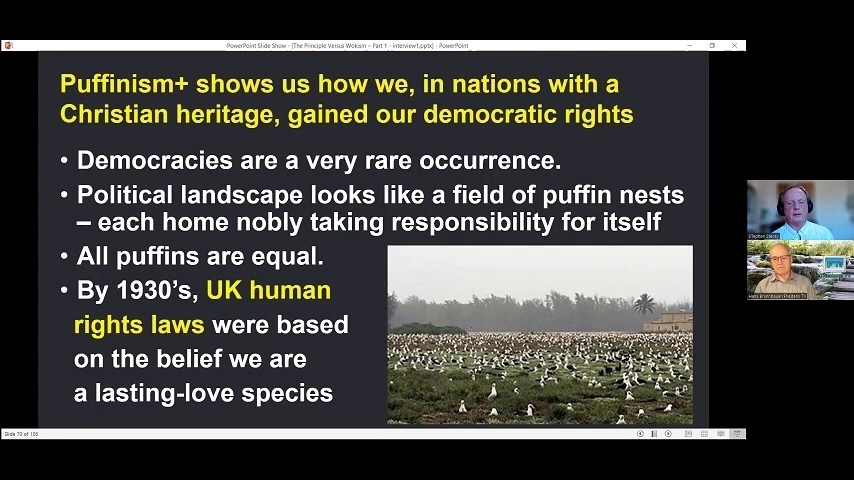 PowerPoint Slide Show - [The Principle Versus Wokism – Part 1 - interview1.pptx] - PowerPoint
Puffinism+ shows us how we, in nations with a
Christian heritage, gained our democratic rights
• Democracies are a very rare occurrence.
• Political landscape looks like a field of puffin nests
– each home nobly taking responsibility for itself
• All puffins are equal.
• By 1930's, UK human
rights laws were based
on the belief we are
a lasting-love species
Slide 70 of 105
Stephen Stacey